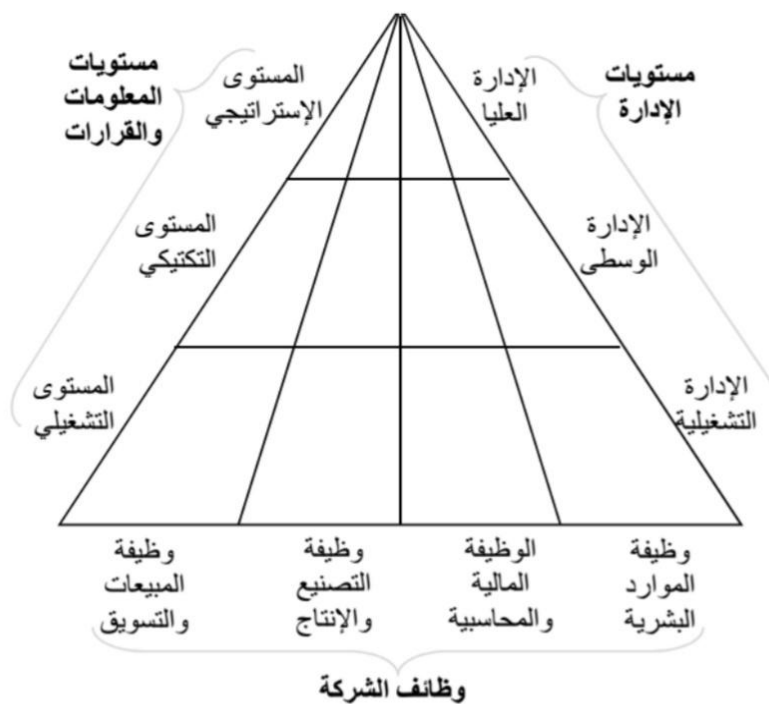 مستويات
الإدارة
الإدارة
العليا
المستوى
الإستراتيجي
مستويات
المعلومات
والقرارات
الإدارة
الوسطى
المستوى
التكتيكي
الإدارة
التشغيلية
المستوى
التشغيلي
وظيفة
الموارد
البشرية
الوظيفة
المالية
والمحاسبية
وظيفة
التصنيع
والإنتاج
وظيفة
المبيعات
والتسويق
وظائف الشركة